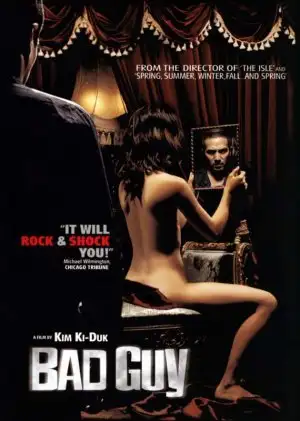 FROM THE DIRECTOR OF 'THE ISLE' AND
'SPRING, SUMMER, WINTER, FALL. AND SPRING'
"IT WILL
ROCK & SHOCK
YOU!"
Michael Wilmington,
CHICAGO TRIBUNE
A FILM BY KIM KI-DUK
BAD GUY